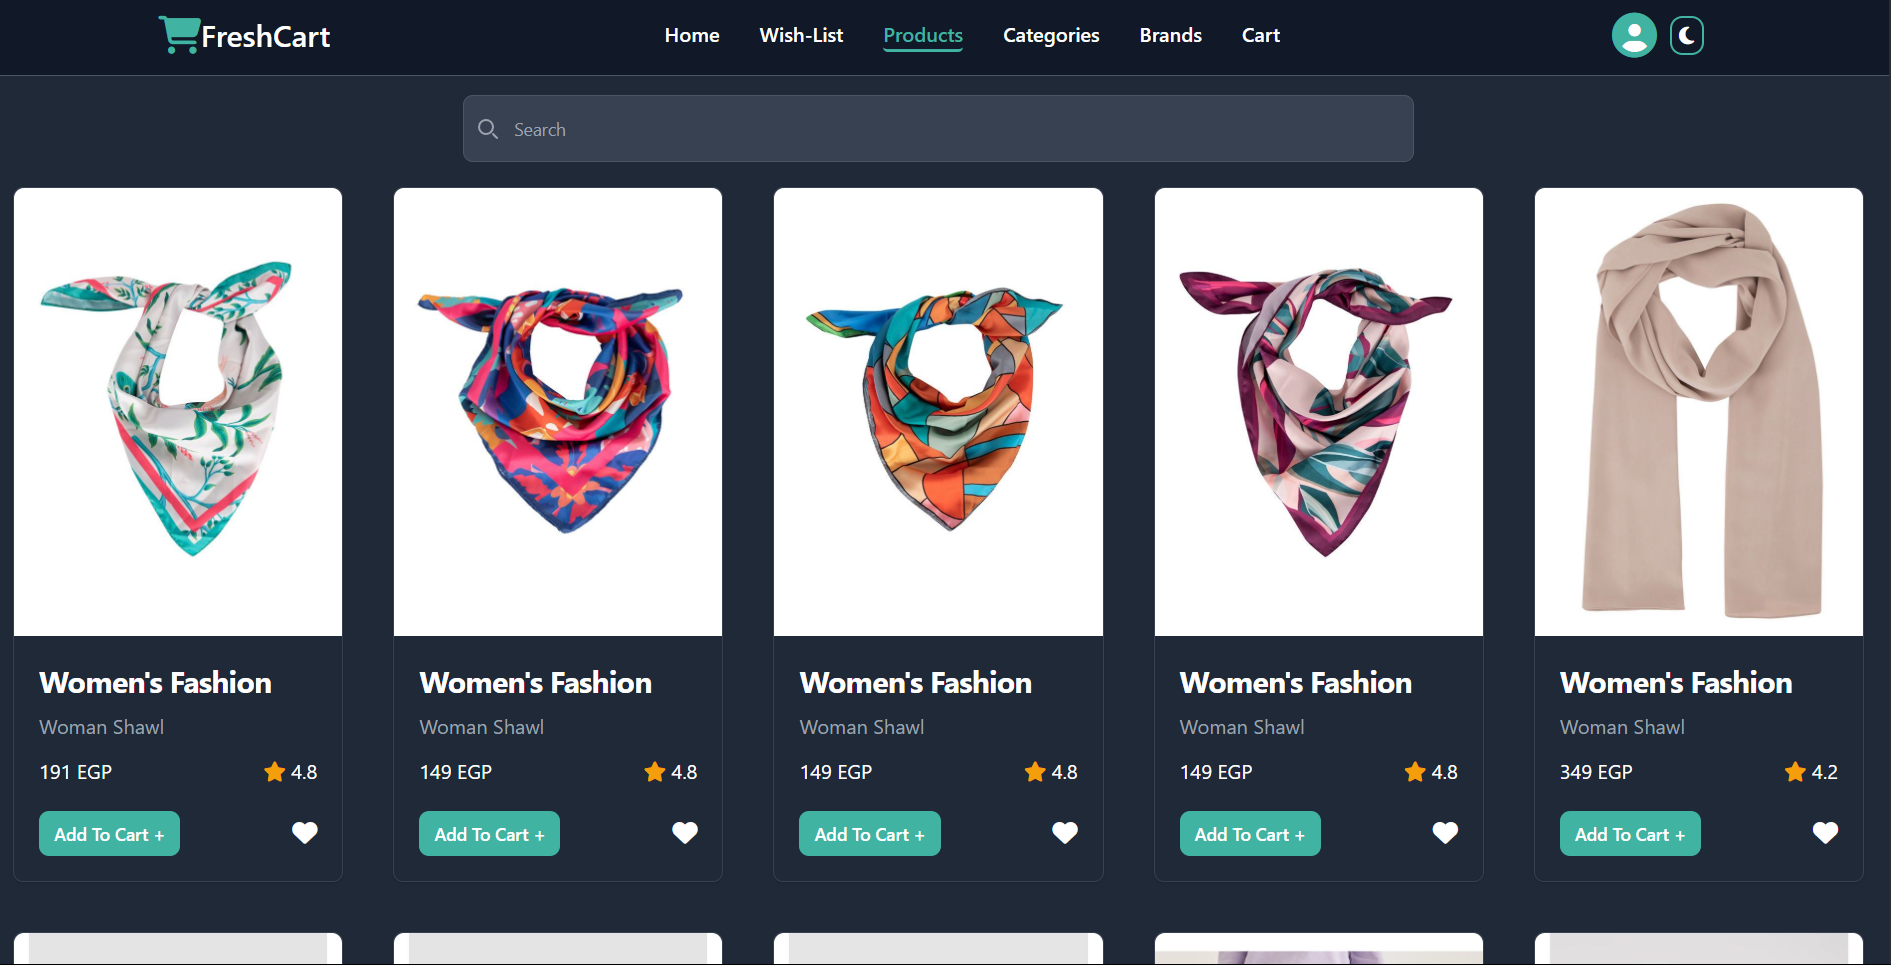 FreshCart Home Wish-List Products Categories Brands Cart
Search
Women's Fashion
Woman Shawl
191 EGP 4.8
Add To Cart +
Women's Fashion
Woman Shawl
149 EGP 4.8
Add To Cart +
Women's Fashion
Woman Shawl
149 EGP 4.8
Add To Cart +
Women's Fashion
Woman Shawl
149 EGP 4.8
Add To Cart +
Women's Fashion
Woman Shawl
349 EGP 4.2
Add To Cart +